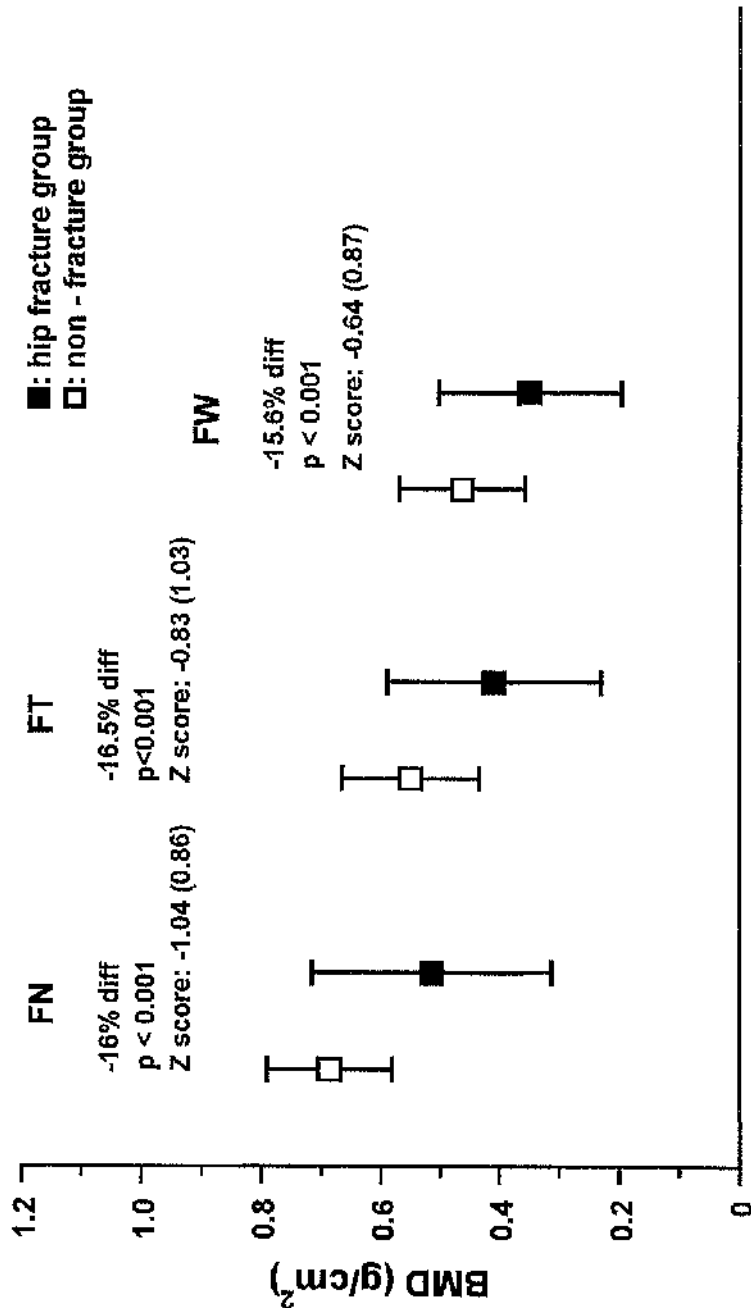 ■: hip fracture group
□: non - fracture group
FN
-16% diff
p < 0.001
Z score: -1.04 (0.86)
FT
-16.5% diff
p<0.001
Z score: -0.83 (1.03)
FW
-15.6% diff
p < 0.001
Z score: -0.64 (0.87)
BMD (g/cm²)
1.2
1.0
0.8
0.6
0.4
0.2
0